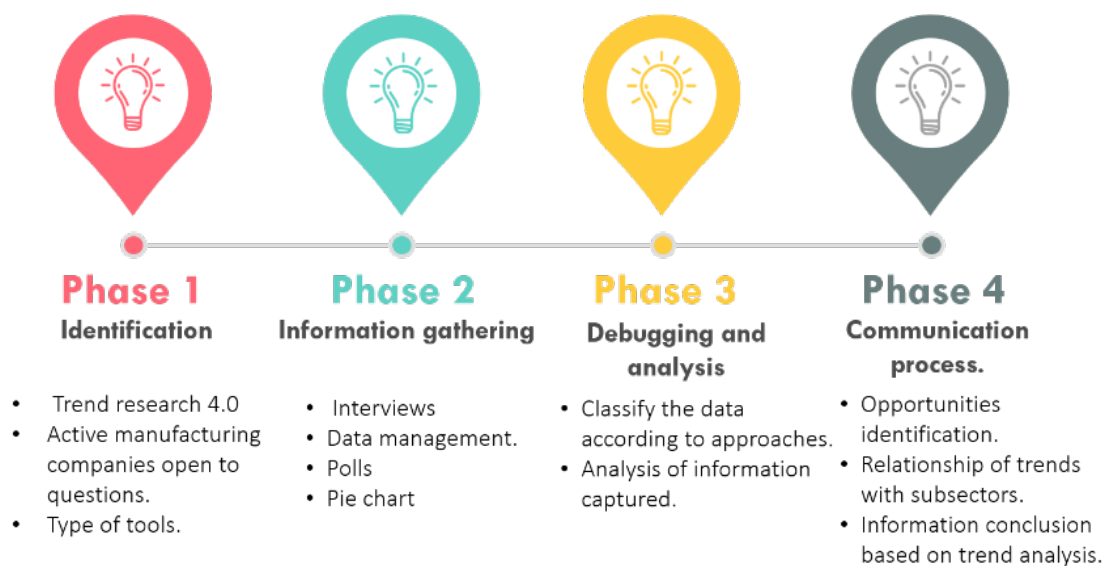 Phase 1
Identification
• Trend research 4.0
• Active manufacturing
companies open to
questions.
• Type of tools.
Phase 2
Information gathering
• Interviews
• Data management.
• Polls
• Pie chart
Phase 3
Debugging and
analysis
• Classify the data
according to approaches.
• Analysis of information
captured.
Phase 4
Communication
process.
• Opportunities
identification.
• Relationship of trends
with subsectors.
• Information conclusion
based on trend analysis.